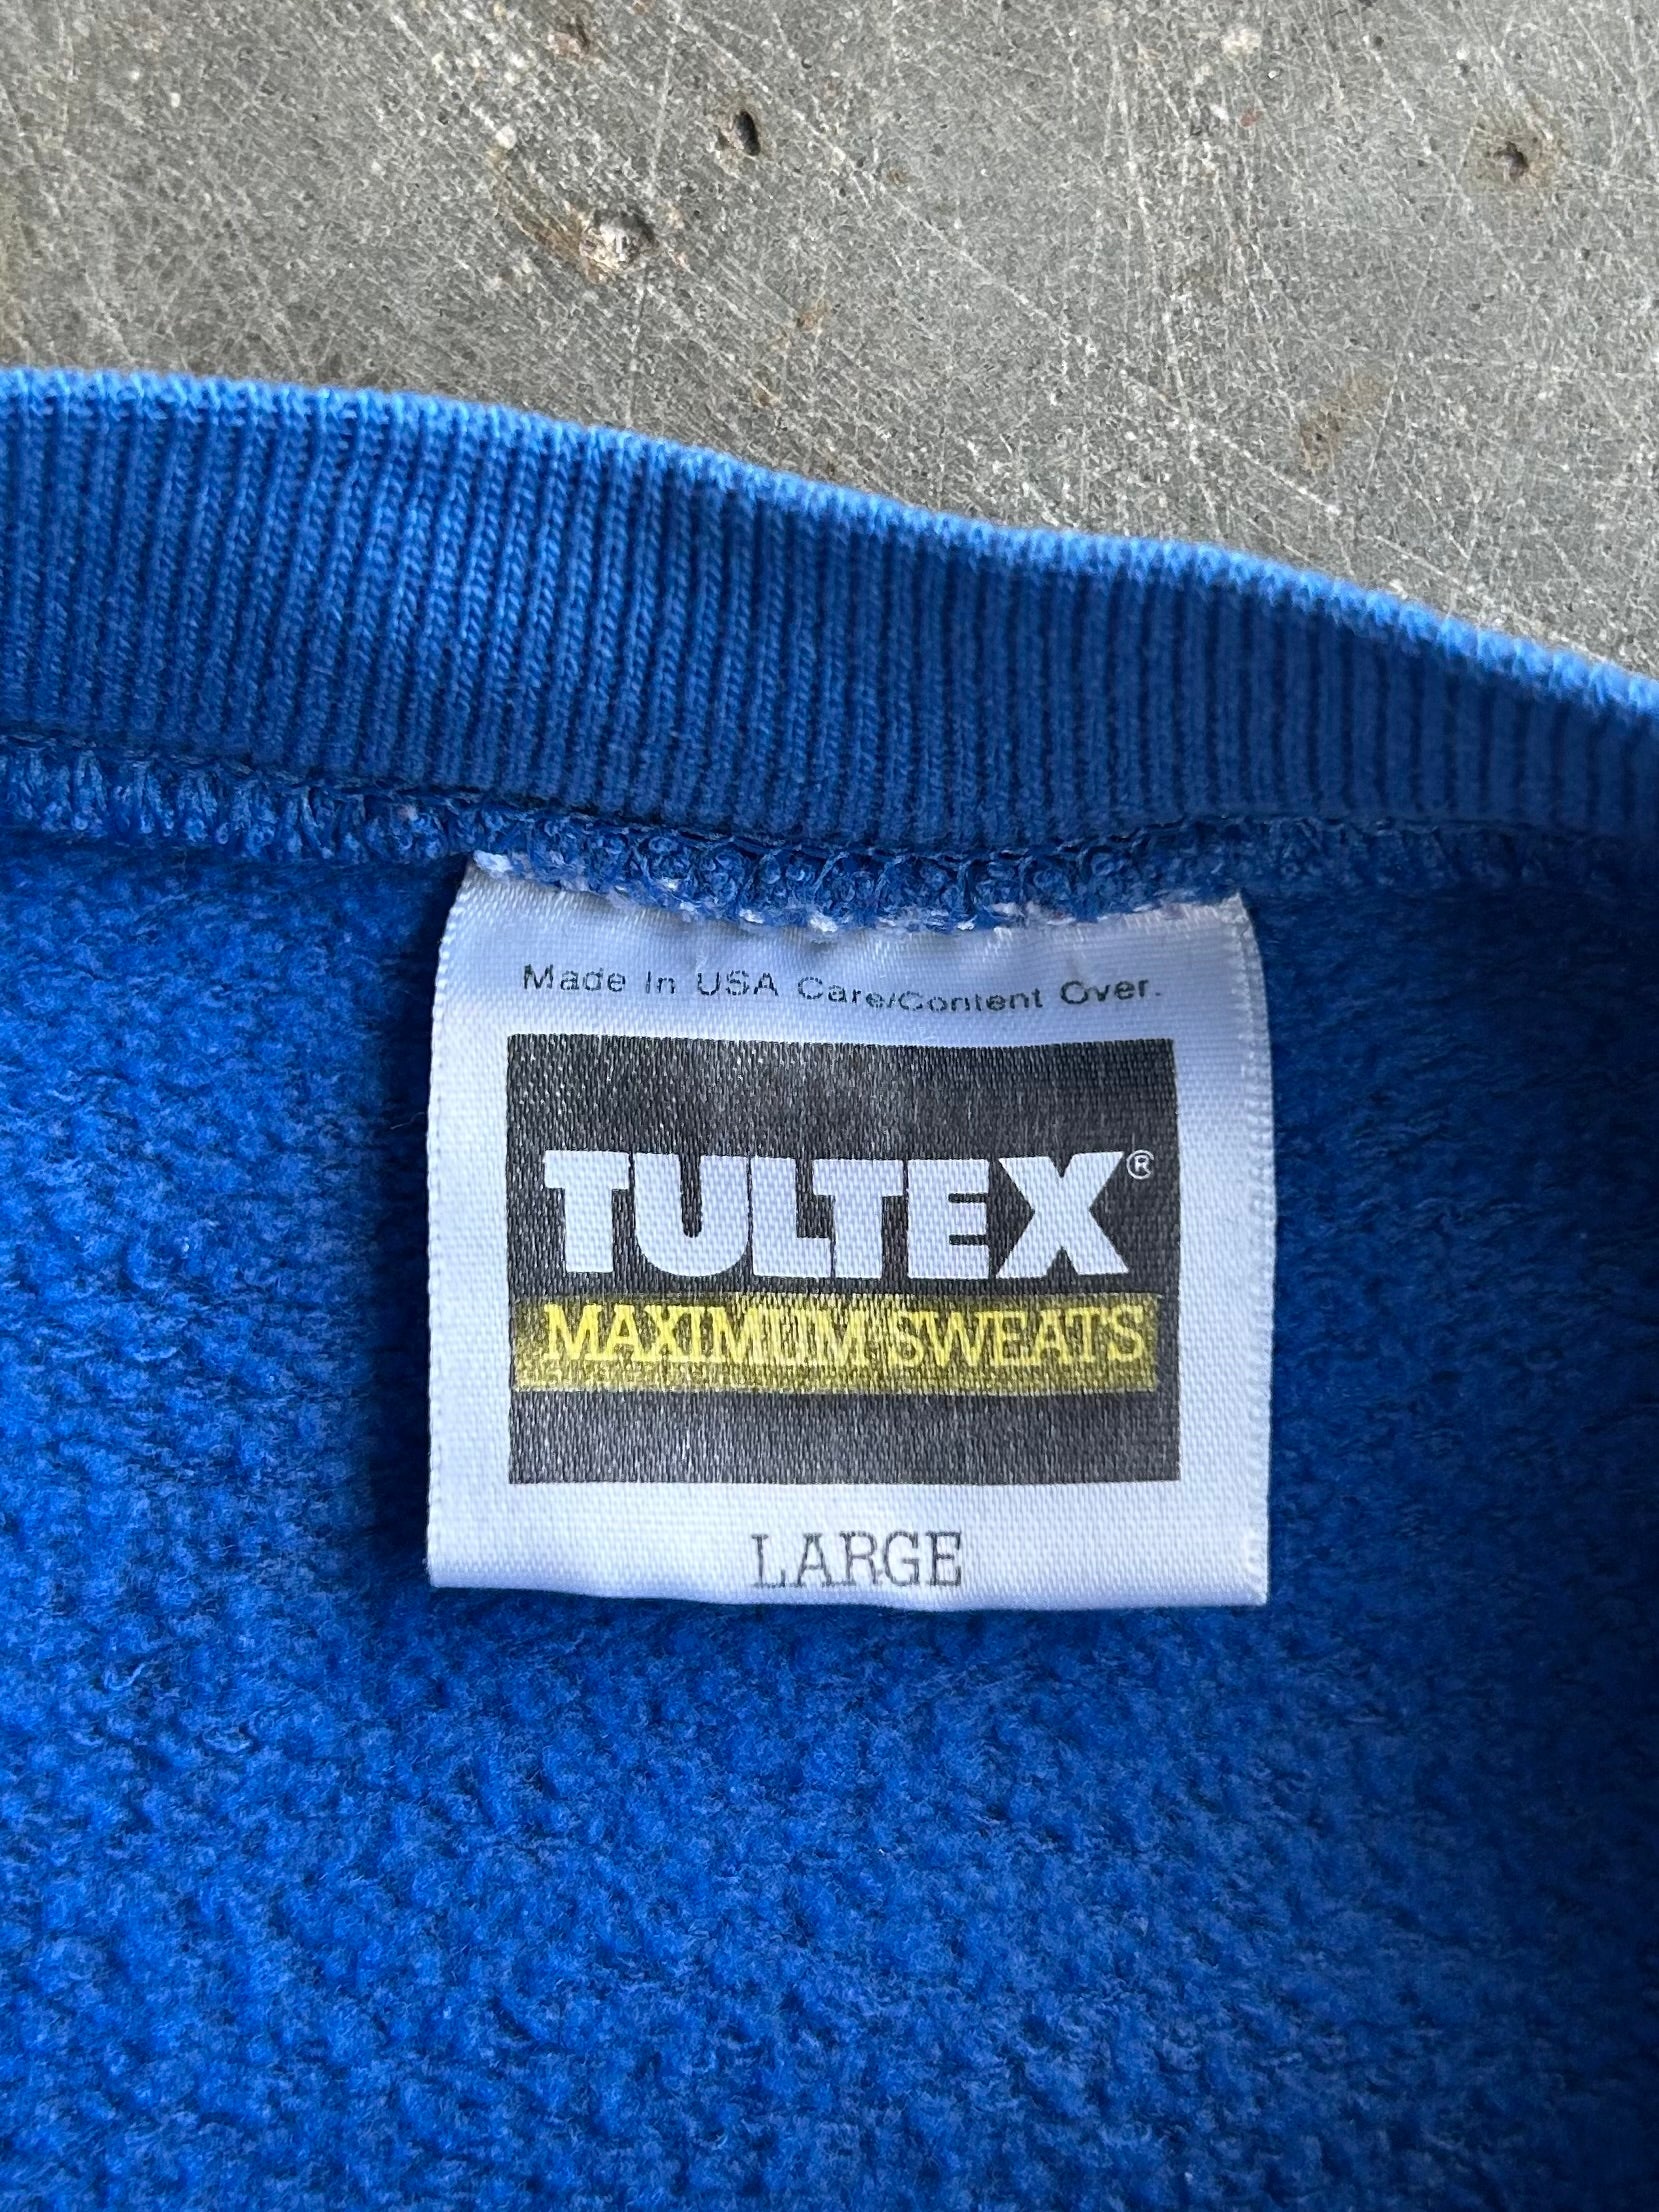 Made In USA Care/Content Over.
TULTEX®
MAXIMUM SWEATS
LARGE